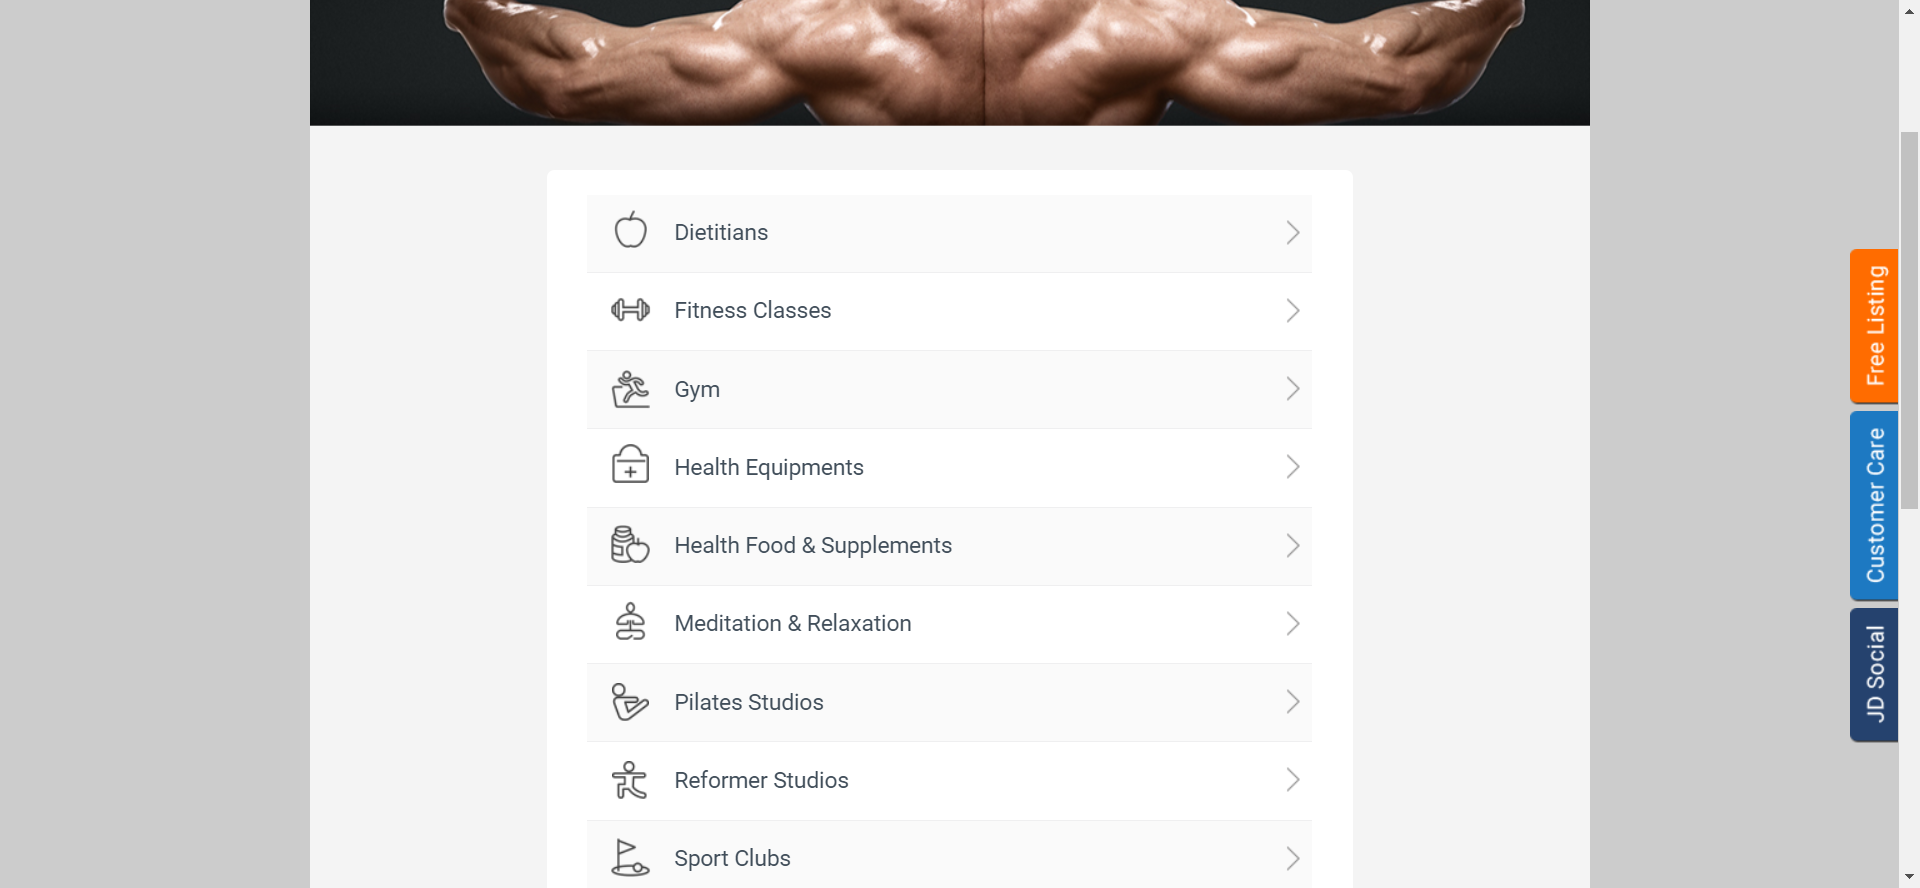 Dietitians
Fitness Classes
Gym
Health Equipments
Health Food & Supplements
Meditation & Relaxation
Pilates Studios
Reformer Studios
Sport Clubs
Free Listing
Customer Care
JD Social